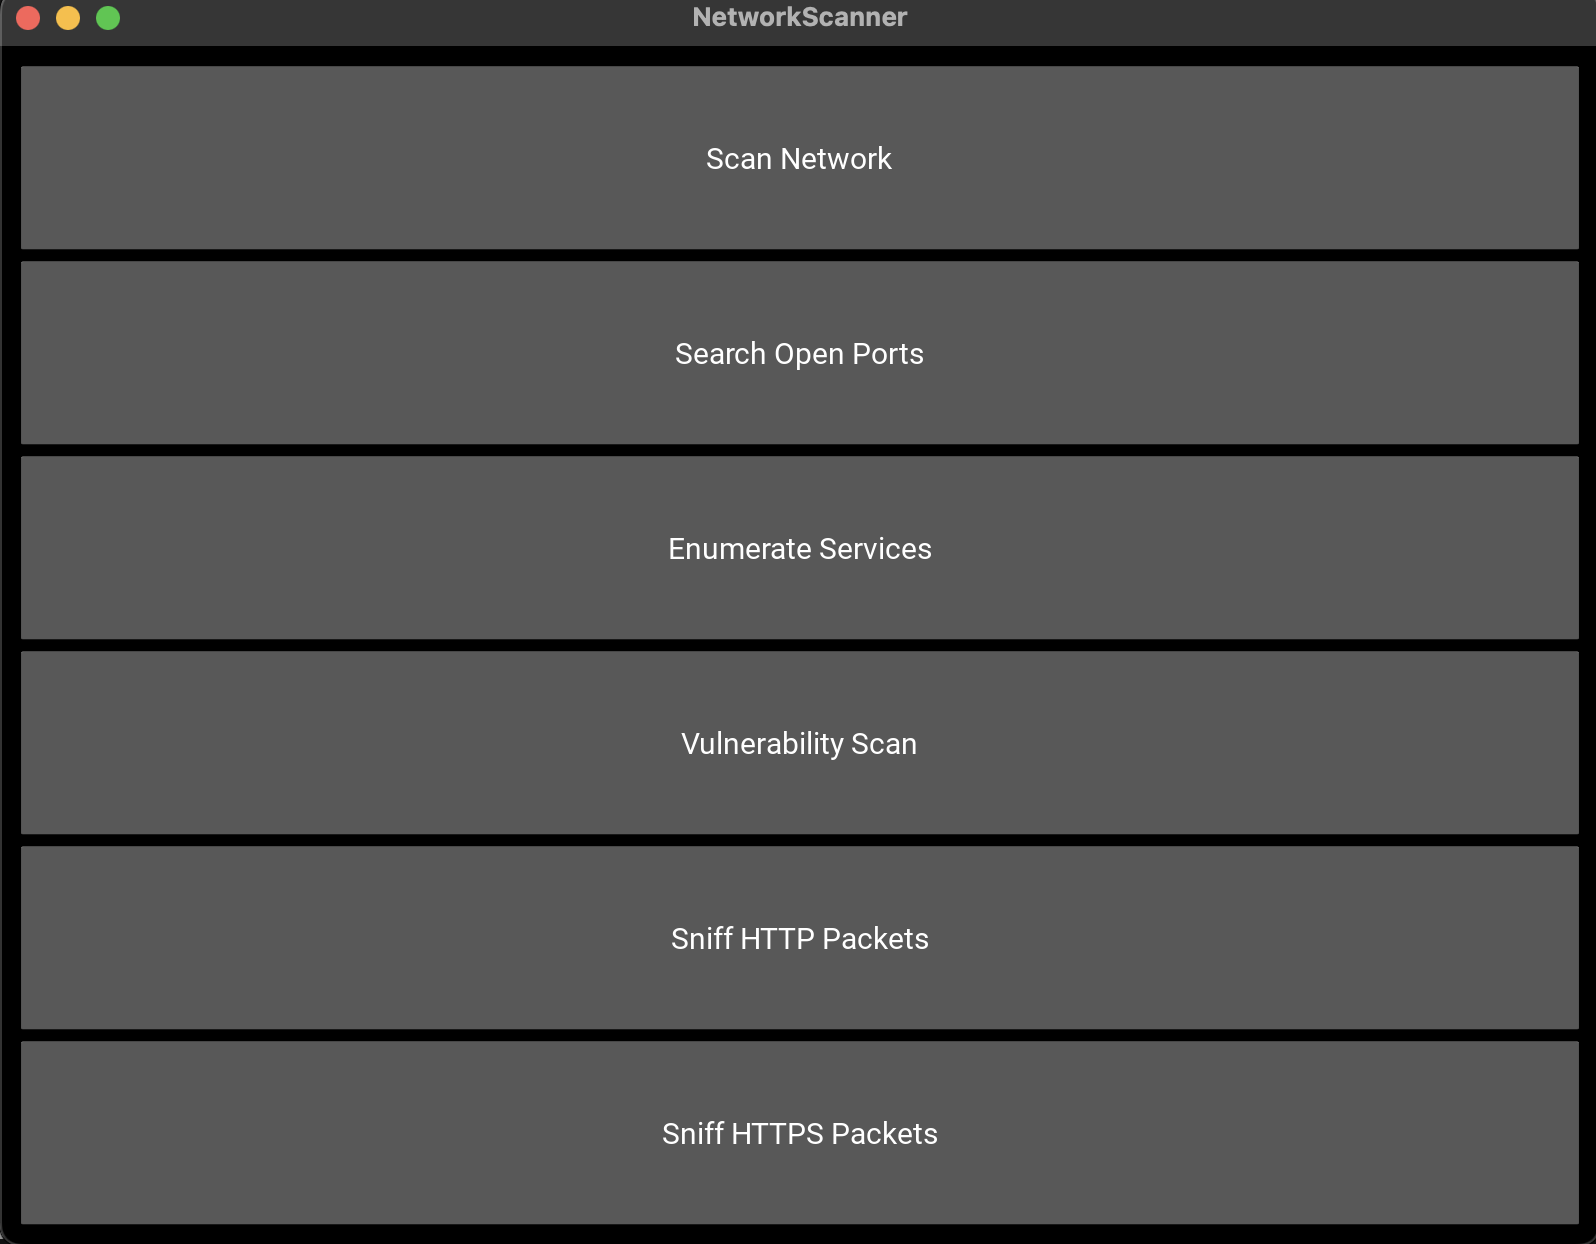 NetworkScanner
Scan Network
Search Open Ports
Enumerate Services
Vulnerability Scan
Sniff HTTP Packets
Sniff HTTPS Packets